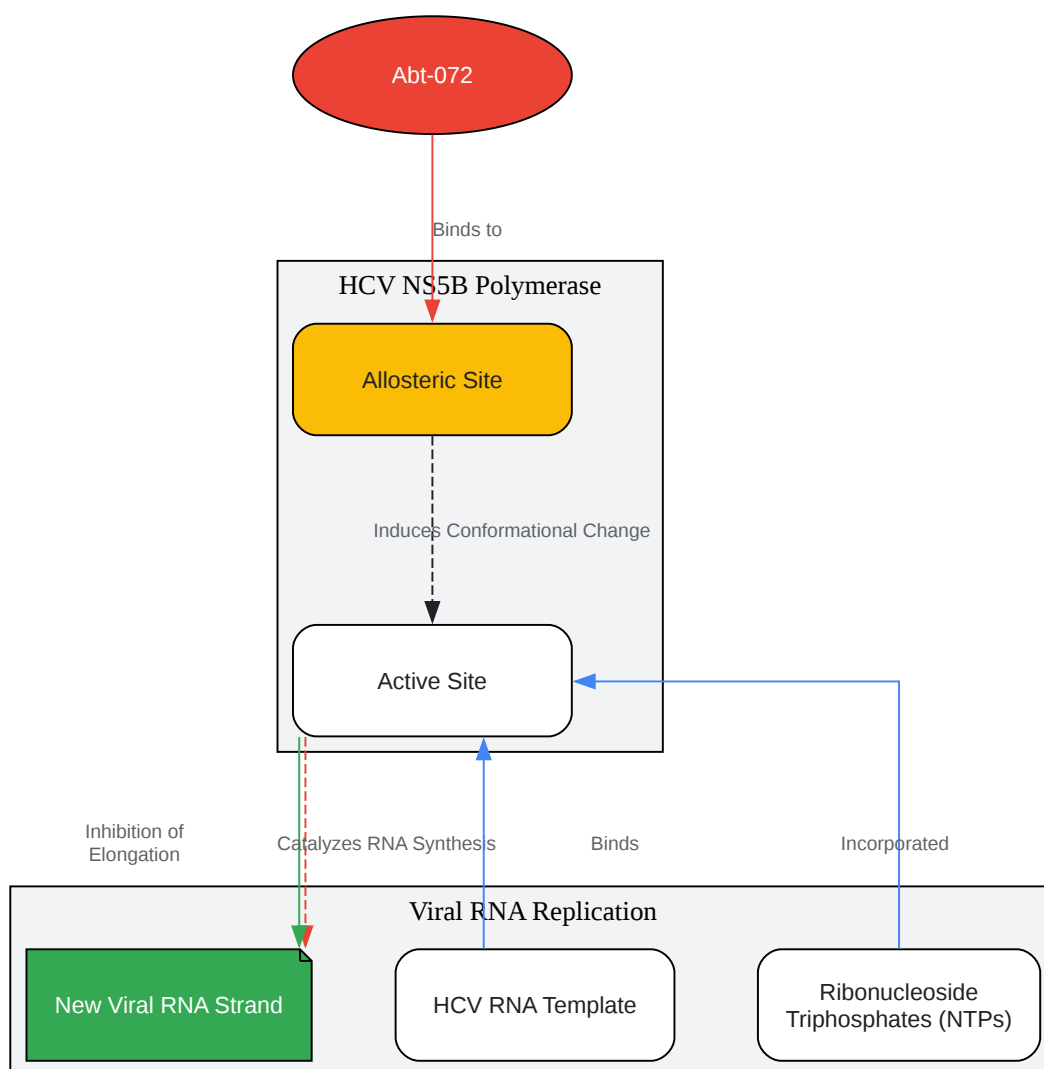 Abt-072
Binds to
HCV NS5B Polymerase
Allosteric Site
Induces Conformational Change
Active Site
Inhibition of
Elongation
Catalyzes RNA Synthesis
Binds
Incorporated
Viral RNA Replication
New Viral RNA Strand
HCV RNA Template
Ribonucleoside
Triphosphates (NTPs)